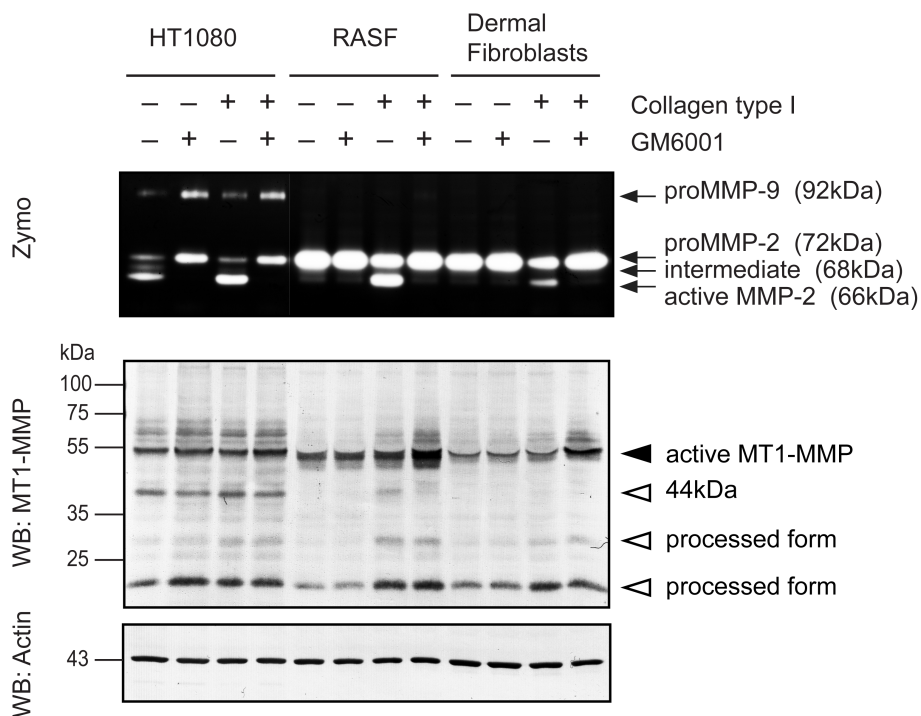 HT1080 RASF Dermal Fibroblasts
– – + + – – + + – – + + Collagen type I
– + – + – + – + – + – + GM6001
Zymo
proMMP-9 (92kDa)
proMMP-2 (72kDa)
intermediate (68kDa)
active MMP-2 (66kDa)
WB: MT1-MMP
kDa
100
75
55
35
25
active MT1-MMP
44kDa
processed form
processed form
WB: Actin
43